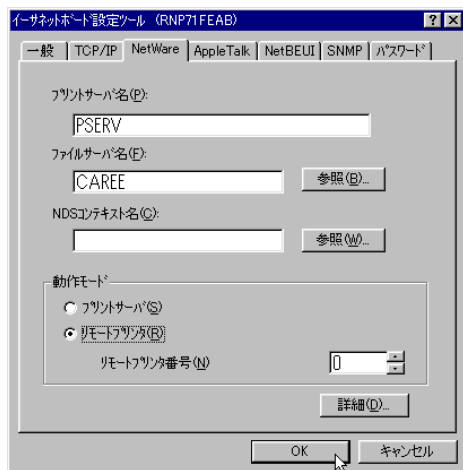 イーサネットボード設定ツール (RNP71FEAB)
一般 TCP/IP NetWare AppleTalk NetBEUI SNMP パスワード
プリントサーバ名(P):
PSERV
ファイルサーバ名(F):
CAREE 参照(B)...
NDSコンテキスト名(C):
参照(W)...
動作モード
プリントサーバ(S)
リモートプリンタ(R)
リモートプリンタ番号(N) 0
詳細(D)...
OK キャンセル